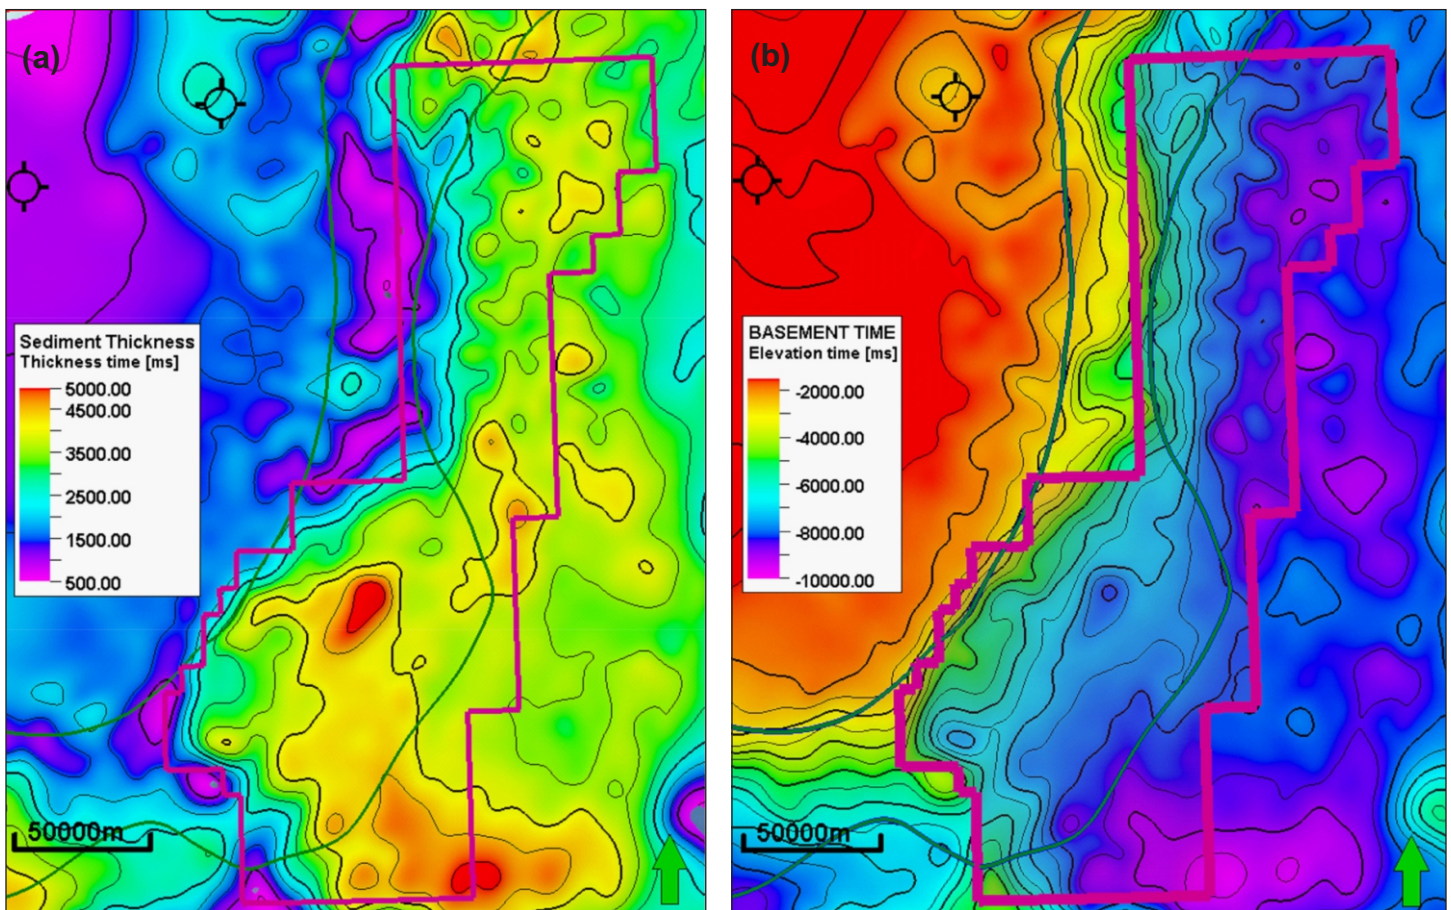 (a)
Sediment Thickness
Thickness time [ms]
5000.00
4500.00
3500.00
2500.00
1500.00
500.00
50000m
(b)
BASEMENT TIME
Elevation time [ms]
-2000.00
-4000.00
-6000.00
-8000.00
-10000.00
50000m